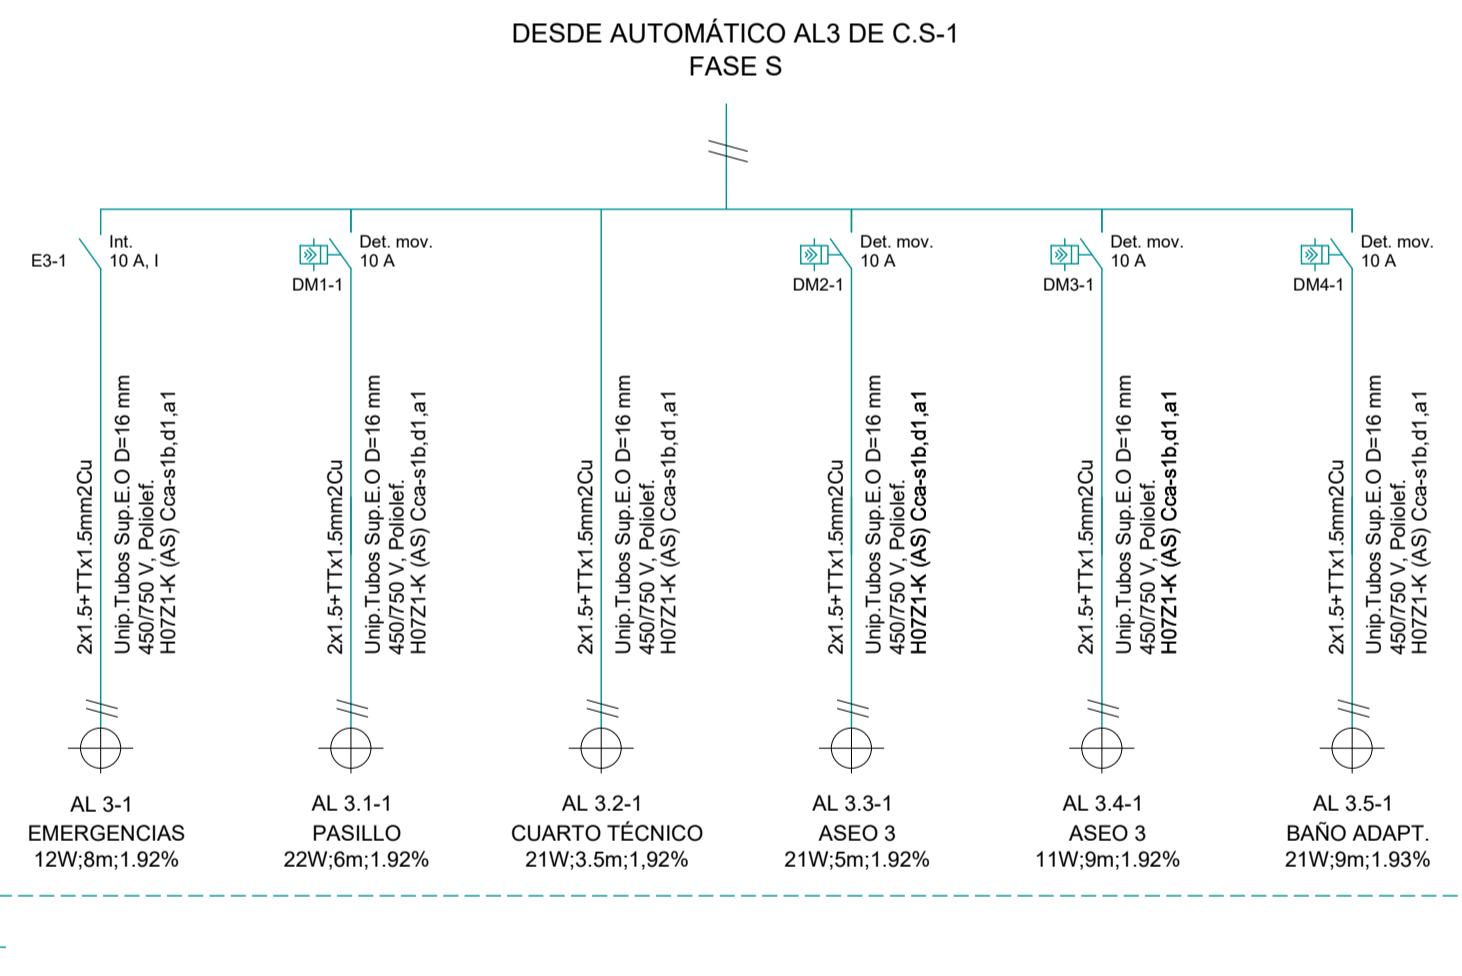 DESDE AUTOMÁTICO AL3 DE C.S-1
FASE S
E3-1
Int.
10 A, I
DM1-1
Det. mov.
10 A
DM2-1
Det. mov.
10 A
DM3-1
Det. mov.
10 A
DM4-1
Det. mov.
10 A
2x1.5+TTx1.5mm2Cu
Unip.Tubos Sup.E.O D=16 mm
450/750 V, Poliolef.
H07Z1-K (AS) Cca-s1b,d1,a1
2x1.5+TTx1.5mm2Cu
Unip.Tubos Sup.E.O D=16 mm
450/750 V, Poliolef.
H07Z1-K (AS) Cca-s1b,d1,a1
2x1.5+TTx1.5mm2Cu
Unip.Tubos Sup.E.O D=16 mm
450/750 V, Poliolef.
H07Z1-K (AS) Cca-s1b,d1,a1
2x1.5+TTx1.5mm2Cu
Unip.Tubos Sup.E.O D=16 mm
450/750 V, Poliolef.
H07Z1-K (AS) Cca-s1b,d1,a1
2x1.5+TTx1.5mm2Cu
Unip.Tubos Sup.E.O D=16 mm
450/750 V, Poliolef.
H07Z1-K (AS) Cca-s1b,d1,a1
2x1.5+TTx1.5mm2Cu
Unip.Tubos Sup.E.O D=16 mm
450/750 V, Poliolef.
H07Z1-K (AS) Cca-s1b,d1,a1
AL 3-1
EMERGENCIAS
12W;8m;1.92%
AL 3.1-1
PASILLO
22W;6m;1.92%
AL 3.2-1
CUARTO TÉCNICO
21W;3.5m;1,92%
AL 3.3-1
ASEO 3
21W;5m;1.92%
AL 3.4-1
ASEO 3
11W;9m;1.92%
AL 3.5-1
BAÑO ADAPT.
21W;9m;1.93%